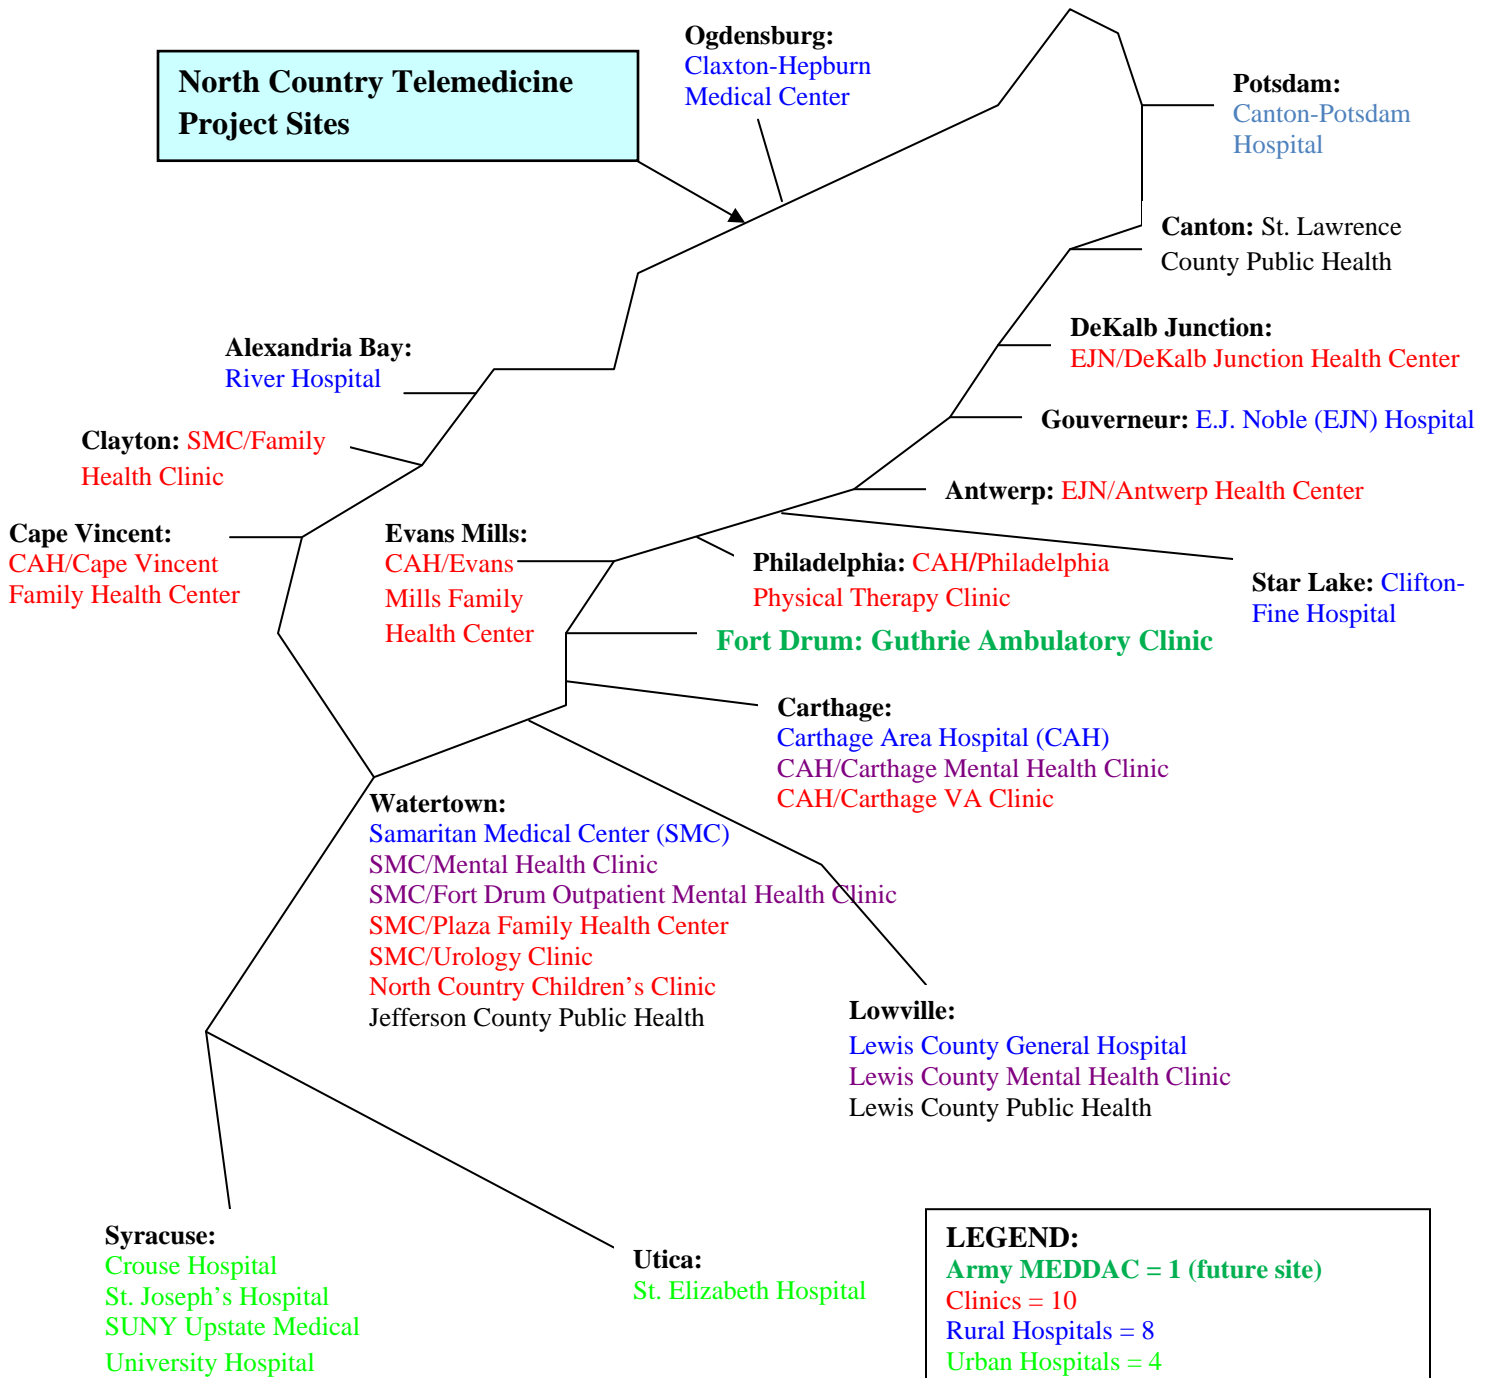 North Country Telemedicine
Project Sites
Ogdensburg:
Claxton-Hepburn
Medical Center
Potsdam:
Canton-Potsdam
Hospital
Canton: St. Lawrence
County Public Health
DeKalb Junction:
EJN/DeKalb Junction Health Center
Gouverneur: E.J. Noble (EJN) Hospital
Antwerp: EJN/Antwerp Health Center
Alexandria Bay:
River Hospital
Clayton: SMC/Family
Health Clinic
Cape Vincent:
CAH/Cape Vincent
Family Health Center
Evans Mills:
CAH/Evans
Mills Family
Health Center
Philadelphia: CAH/Philadelphia
Physical Therapy Clinic
Star Lake: Clifton-
Fine Hospital
Fort Drum: Guthrie Ambulatory Clinic
Carthage:
Carthage Area Hospital (CAH)
CAH/Carthage Mental Health Clinic
CAH/Carthage VA Clinic
Watertown:
Samaritan Medical Center (SMC)
SMC/Mental Health Clinic
SMC/Fort Drum Outpatient Mental Health Clinic
SMC/Plaza Family Health Center
SMC/Urology Clinic
North Country Children’s Clinic
Jefferson County Public Health
Lowville:
Lewis County General Hospital
Lewis County Mental Health Clinic
Lewis County Public Health
Syracuse:
Crouse Hospital
St. Joseph’s Hospital
SUNY Upstate Medical
University Hospital
Utica:
St. Elizabeth Hospital
LEGEND:
Army MEDDAC = 1 (future site)
Clinics = 10
Rural Hospitals = 8
Urban Hospitals = 4